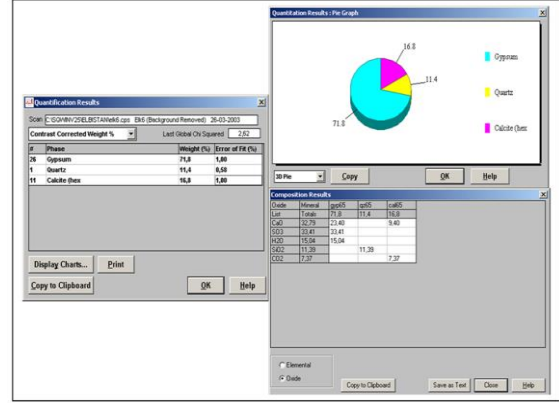 Quantitation Results : Pie Graph
16.8
11.4
71.8
Gypsum
Quartz
Calcite (hex
3D Pie
Copy
OK
Help
Quantification Results
Scan C:\SIQWIN\V25\ELBISTAN\elk6.cps Elk6 (Background Removed) 26-03-2003
Contrast Corrected Weight % Last Global Chi Squared 2,62
# Phase Weight (%) Error of Fit (%)
26 Gypsum 71,8 1,00
1 Quartz 11,4 0,50
11 Calcite (hex 16,8 1,00
Display Charts... Print
Copy to Clipboard OK Help
Composition Results
Oxide Mineral gyp65 qz65 cal65
List Totals 71,8 11,4 16,8
CaO 32,79 23,40 9,40
SO3 33,41 33,41
H2O 15,04 15,04
SiO2 11,39 11,39
CO2 7,37 7,37
Elemental
Oxide
Copy to Clipboard Save as Text Close Help